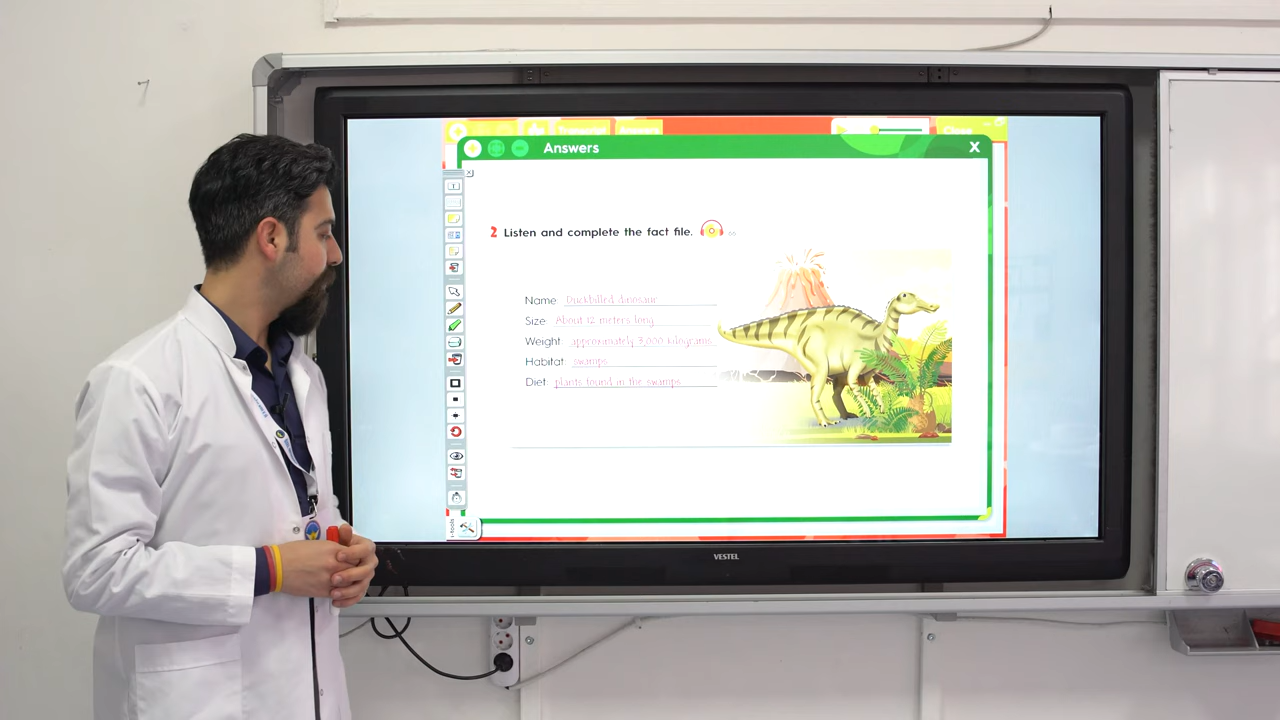 Answers
X
2 Listen and complete the fact file.
Name: Duckbilled dinosaur
Size: About 12 meters long
Weight: approximately 3,000 kilograms
Habitat: swamps
Diet: plants found in the swamps
i-tools
VESTEL